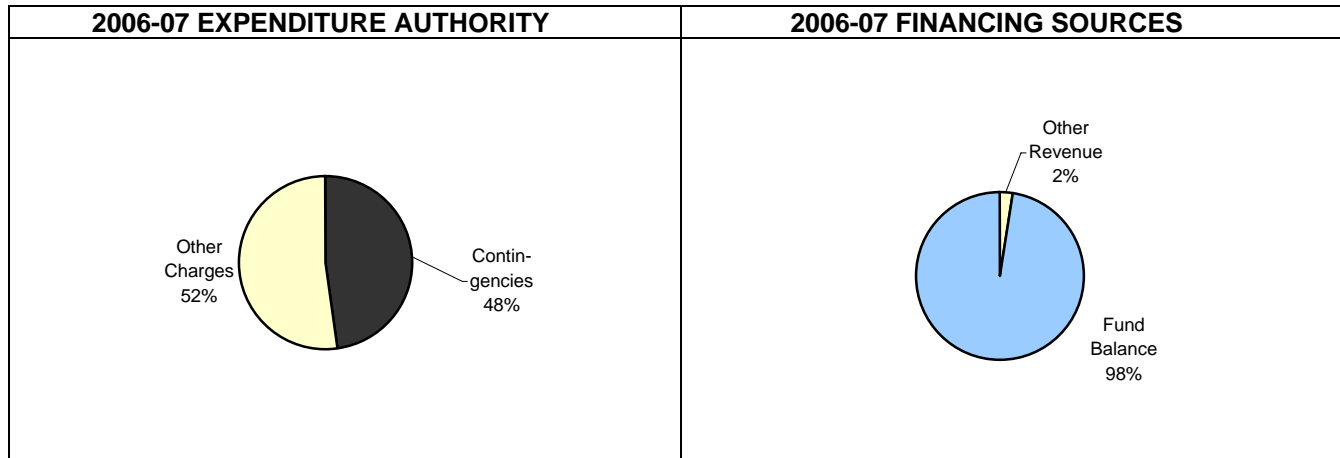 2006-07 EXPENDITURE AUTHORITY
Other
Charges
52%
Contin-
gencies
48%
2006-07 FINANCING SOURCES
Other
Revenue
2%
Fund
Balance
98%